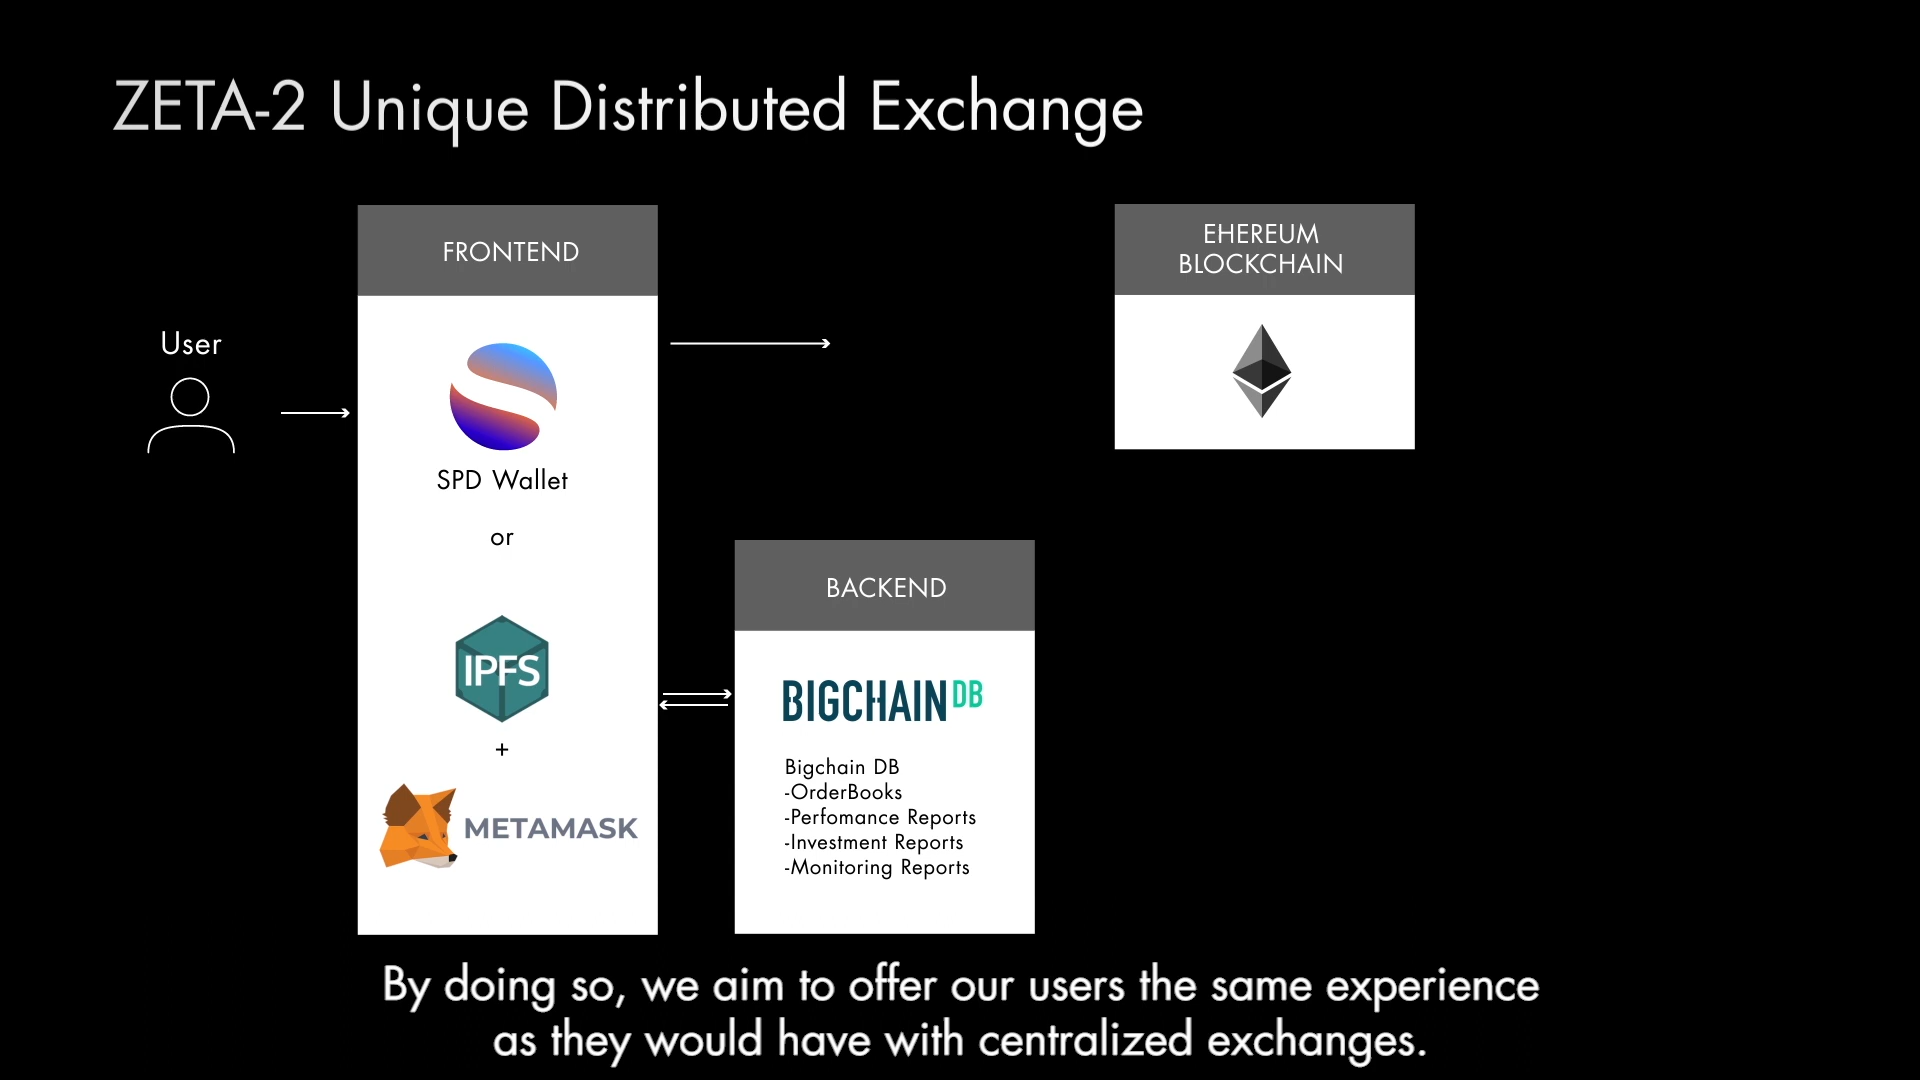 ZETA-2 Unique Distributed Exchange
User
FRONTEND
SPD Wallet
or
IPFS
+
METAMASK
BACKEND
BIGCHAINDB
Bigchain DB
-OrderBooks
-Perfomance Reports
-Investment Reports
-Monitoring Reports
EHEREUM
BLOCKCHAIN
By doing so, we aim to offer our users the same experience
as they would have with centralized exchanges.